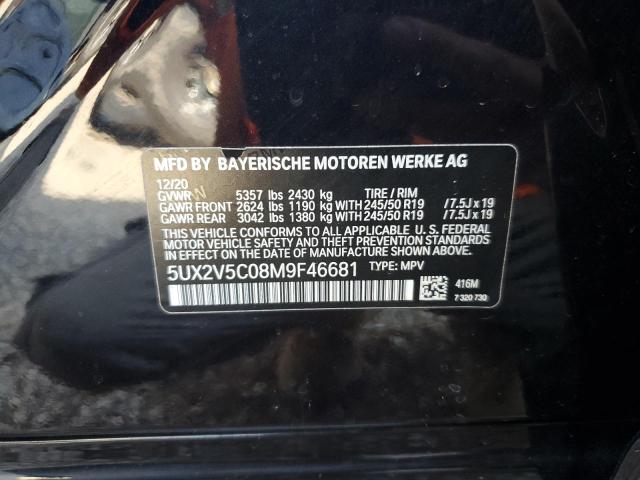 MFD BY BAYERISCHE MOTOREN WERKE AG
12/20
GVWR 5357 lbs 2430 kg TIRE / RIM
GAWR FRONT 2624 lbs 1190 kg WITH 245/50 R19 /7.5J x 19
GAWR REAR 3042 lbs 1380 kg WITH 245/50 R19 /7.5J x 19
THIS VEHICLE CONFORMS TO ALL APPLICABLE U. S. FEDERAL
MOTOR VEHICLE SAFETY, BUMPER, AND THEFT PREVENTION STANDARDS
IN EFFECT ON THE DATE OF MANUFACTURE SHOWN ABOVE.
5UX2V5C08M9F46681 TYPE: MPV
416M
7 320 730